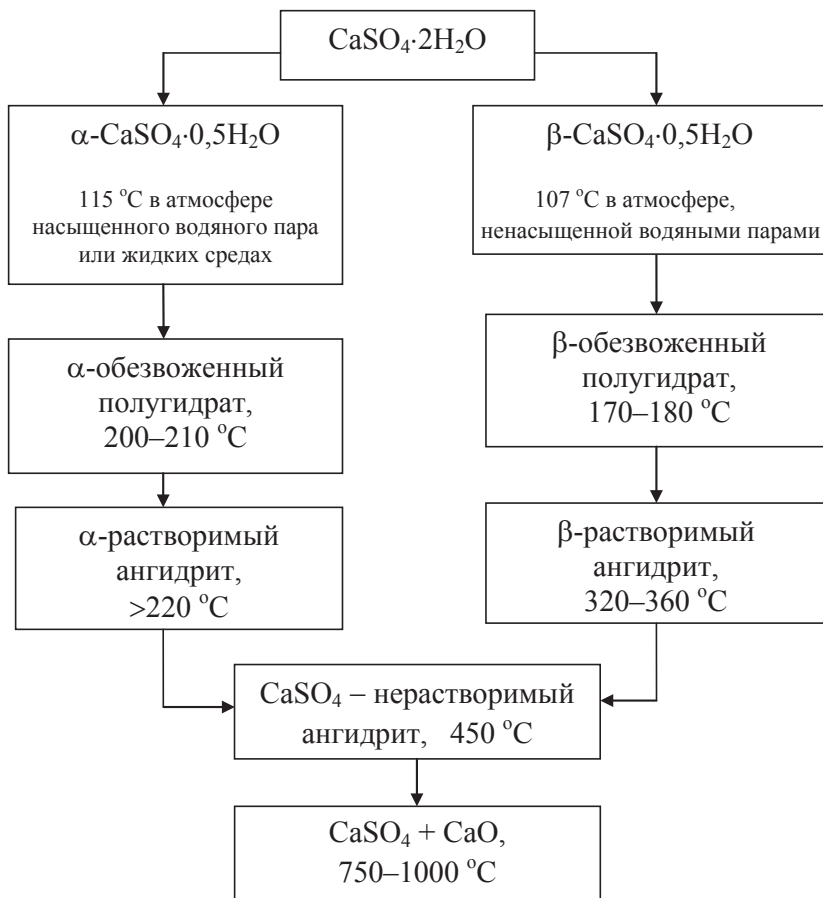 CaSO₄·2H₂O
α-CaSO₄·0,5H₂O
115 °C в атмосфере
насыщенного водяного пара
или жидких средах
β-CaSO₄·0,5H₂O
107 °C в атмосфере,
ненасыщенной водяными парами
α-обезвоженный
полугидрат,
200–210 °C
β-обезвоженный
полугидрат,
170–180 °C
α-растворимый
ангидрит,
>220 °C
β-растворимый
ангидрит,
320–360 °C
CaSO₄ – нерастворимый
ангидрит, 450 °C
CaSO₄ + CaO,
750–1000 °C